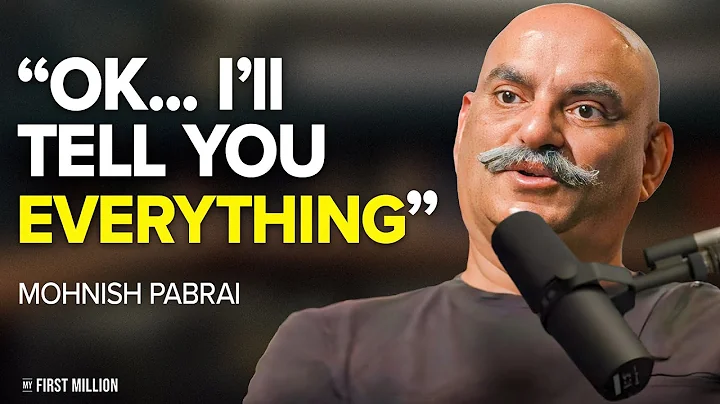 “OK... I’ll
TELL YOU
EVERYTHING”
MOHNISH PABRAI
MY FIRST MILLION